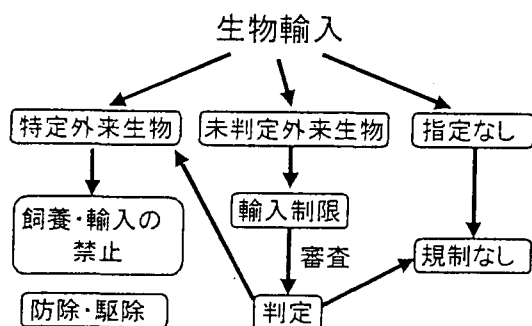 生物輸入
特定外来生物
未判定外来生物
指定なし
飼養・輸入の
禁止
輸入制限
審査
規制なし
防除・駆除
判定